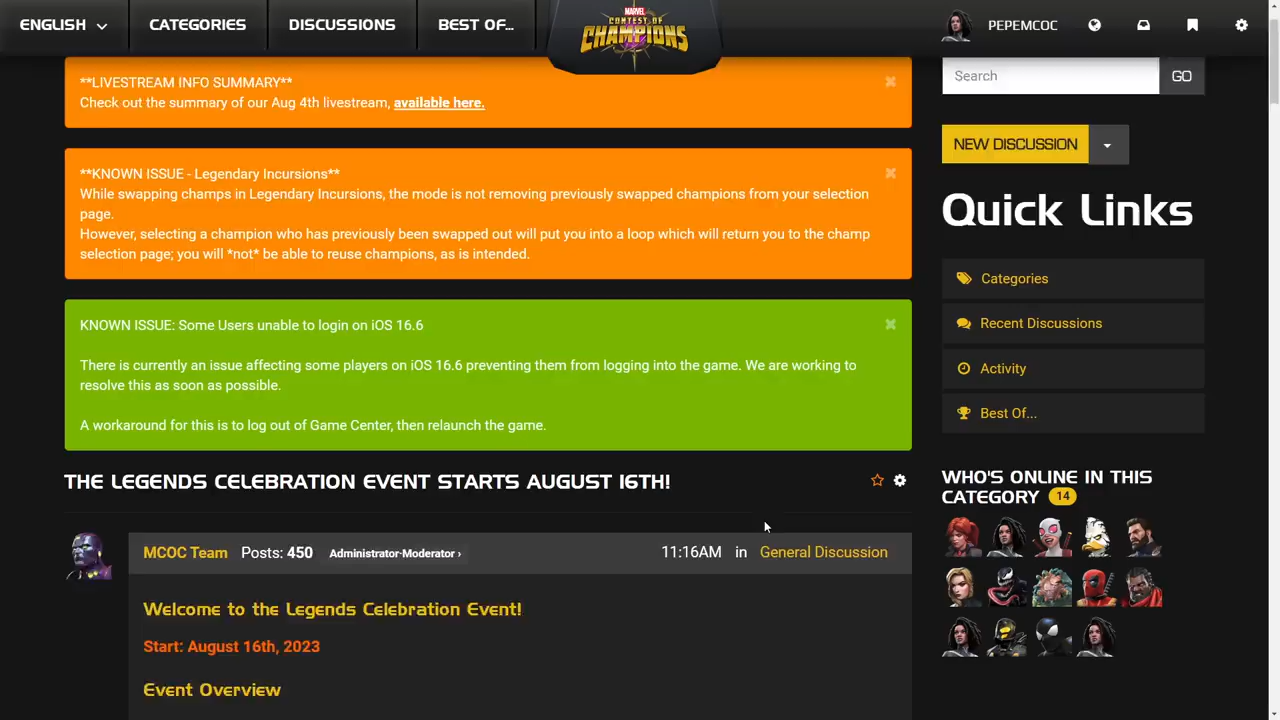 ENGLISH CATEGORIES DISCUSSIONS BEST OF... MARVEL CONTEST OF CHAMPIONS PEPEMCOC
**LIVESTREAM INFO SUMMARY**
Check out the summary of our Aug 4th livestream, available here.
**KNOWN ISSUE - Legendary Incursions**
While swapping champs in Legendary Incursions, the mode is not removing previously swapped champions from your selection
page.
However, selecting a champion who has previously been swapped out will put you into a loop which will return you to the champ
selection page; you will *not* be able to reuse champions, as is intended.
KNOWN ISSUE: Some Users unable to login on iOS 16.6
There is currently an issue affecting some players on iOS 16.6 preventing them from logging into the game. We are working to
resolve this as soon as possible.
A workaround for this is to log out of Game Center, then relaunch the game.
THE LEGENDS CELEBRATION EVENT STARTS AUGUST 16TH!
MCOC Team Posts: 450 Administrator-Moderator › 11:16AM in General Discussion
Welcome to the Legends Celebration Event!
Start: August 16th, 2023
Event Overview
Search GO
NEW DISCUSSION
Quick Links
Categories
Recent Discussions
Activity
Best Of...
WHO'S ONLINE IN THIS
CATEGORY 14